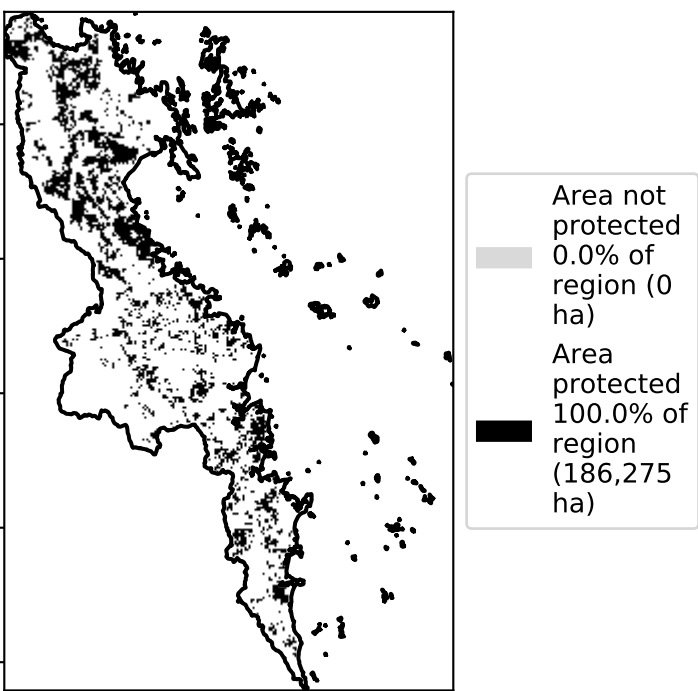 Area not
protected
0.0% of
region (0
ha)
Area
protected
100.0% of
region
(186,275
ha)